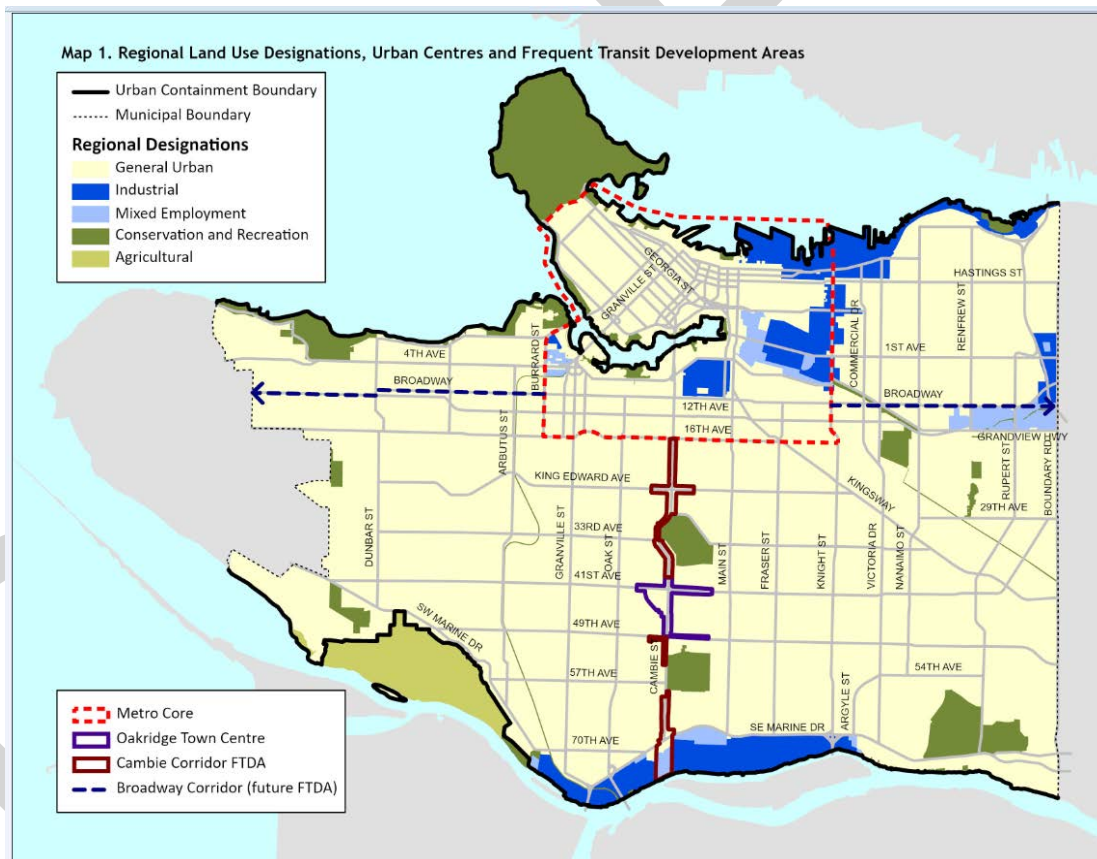 Map 1. Regional Land Use Designations, Urban Centres and Frequent Transit Development Areas
Urban Containment Boundary
Municipal Boundary
Regional Designations
General Urban
Industrial
Mixed Employment
Conservation and Recreation
Agricultural
GEORGIA ST
GRANVILLE ST
HASTINGS ST
RENFREW ST
COMMERCIAL DR
1ST AVE
BURRARD ST
4TH AVE
BROADWAY
BROADWAY
12TH AVE
16TH AVE
GRANDVIEW HWY
ARBUTUS ST
RUPERT ST
BOUNDARY RD
KING EDWARD AVE
KINGSWAY
29TH AVE
33RD AVE
DUNBAR ST
GRANVILLE ST
OAK ST
MAIN ST
FRASER ST
KNIGHT ST
VICTORIA DR
NANAIMO ST
41ST AVE
SW MARINE DR
49TH AVE
CAMBIE ST
57TH AVE
54TH AVE
ARGYLE ST
SE MARINE DR
70TH AVE
Metro Core
Oakridge Town Centre
Cambie Corridor FTDA
Broadway Corridor (future FTDA)